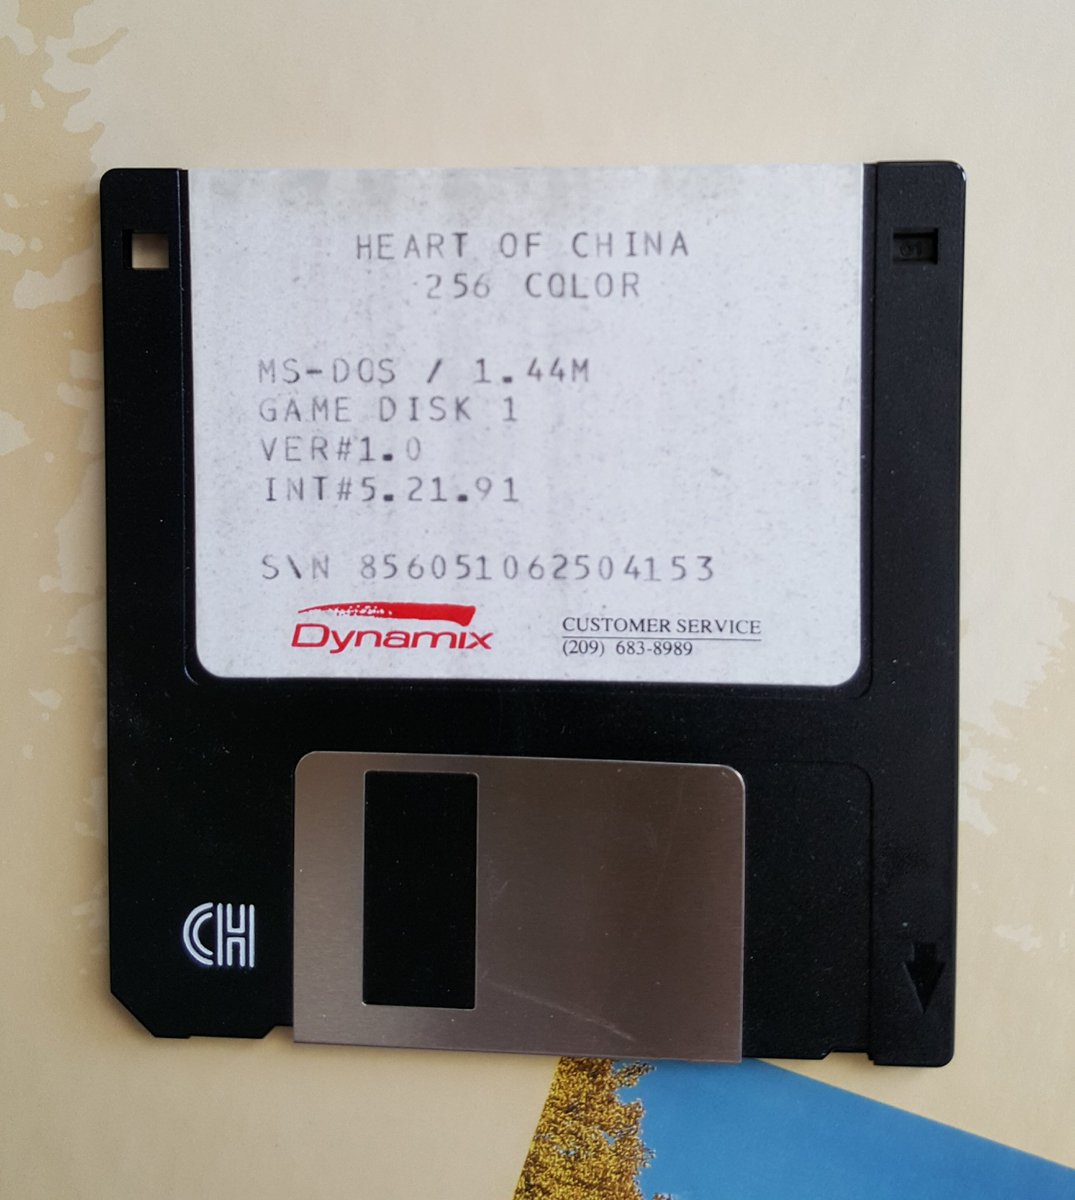 HEART OF CHINA
256 COLOR
MS-DOS / 1.44M
GAME DISK 1
VER#1.0
INT#5.21.91
S\N 856051062504153
Dynamix
CUSTOMER SERVICE
(209) 683-8989
CH